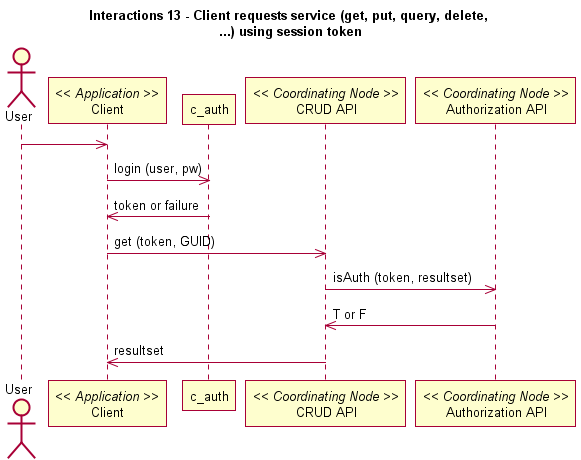 Interactions 13 - Client requests service (get, put, query, delete,
...) using session token
User
<< Application >>
Client
c_auth
<< Coordinating Node >>
CRUD API
<< Coordinating Node >>
Authorization API
login (user, pw)
token or failure
get (token, GUID)
isAuth (token, resultset)
T or F
resultset
User
<< Application >>
Client
c_auth
<< Coordinating Node >>
CRUD API
<< Coordinating Node >>
Authorization API